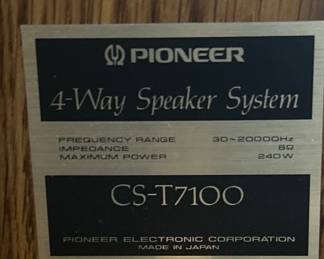 PIONEER
4-Way Speaker System
FREQUENCY RANGE 30~20000Hz
IMPEDANCE 8Ω
MAXIMUM POWER 240W
CS-T7100
PIONEER ELECTRONIC CORPORATION
MADE IN JAPAN